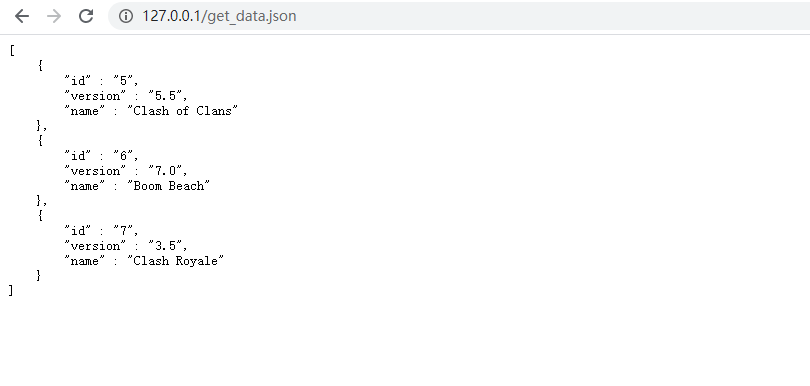 127.0.0.1/get_data.json
[
    {
        "id" : "5",
        "version" : "5.5",
        "name" : "Clash of Clans"
    },
    {
        "id" : "6",
        "version" : "7.0",
        "name" : "Boom Beach"
    },
    {
        "id" : "7",
        "version" : "3.5",
        "name" : "Clash Royale"
    }
]